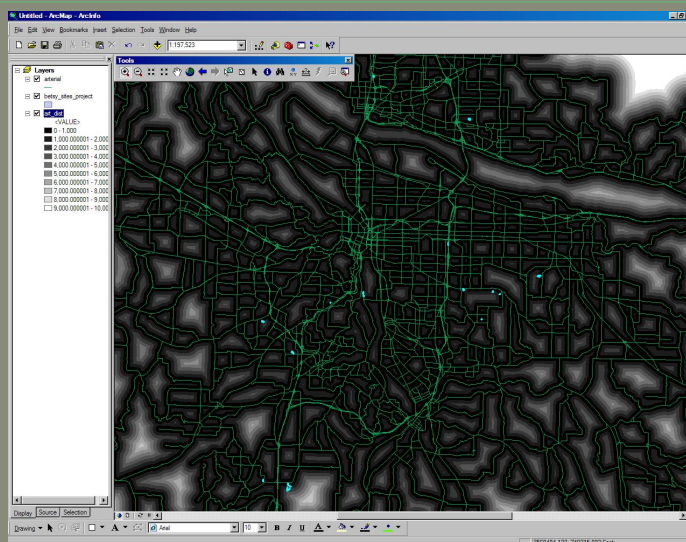 Untitled - ArcMap - ArcInfo
File Edit View Bookmarks Insert Selection Tools Window Help
1:197,523
Tools
Layers
arterial
betsy_sites_project
art_dist
<VALUE>
0 - 1,000
1,000.000001 - 2,000
2,000.000001 - 3,000
3,000.000001 - 4,000
4,000.000001 - 5,000
5,000.000001 - 6,000
6,000.000001 - 7,000
7,000.000001 - 8,000
8,000.000001 - 9,000
9,000.000001 - 10,00
Display Source Selection
Drawing A Arial 10 B I U A